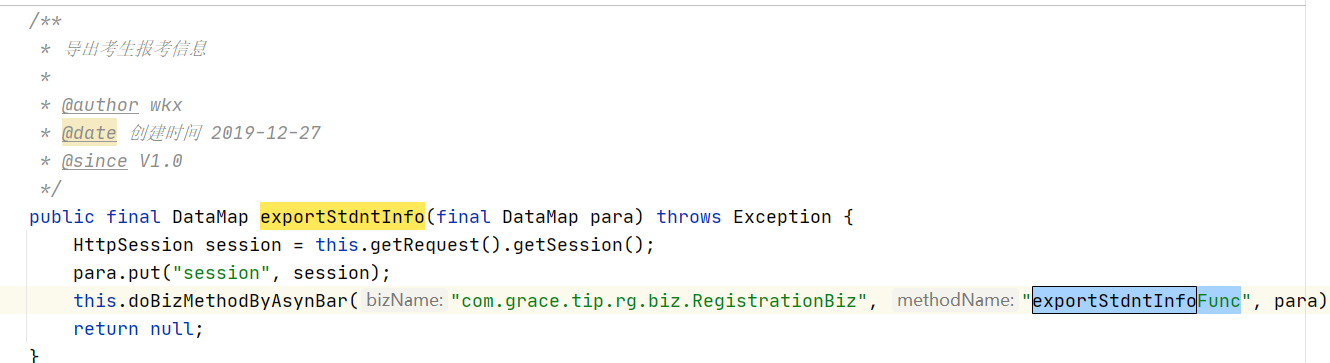 /**
 * 导出考生报考信息
 *
 * @author wkx
 * @date 创建时间 2019-12-27
 * @since V1.0
 */
public final DataMap exportStdntInfo(final DataMap para) throws Exception {
    HttpSession session = this.getRequest().getSession();
    para.put("session", session);
    this.doBizMethodByAsynBar( bizName: "com.grace.tip.rg.biz.RegistrationBiz", methodName: "exportStdntInfoFunc", para)
    return null;
}